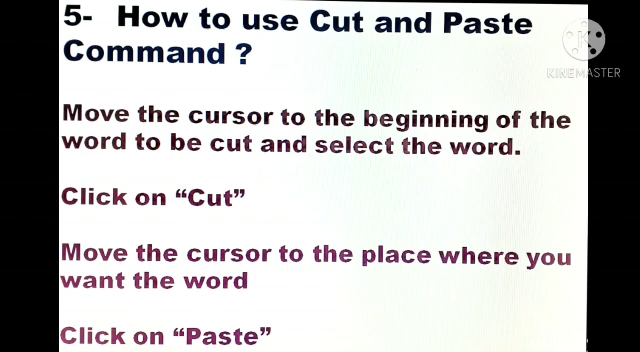 5- How to use Cut and Paste
Command ?
Move the cursor to the beginning of the
word to be cut and select the word.
Click on “Cut”
Move the cursor to the place where you
want the word
Click on “Paste”
KINEMASTER